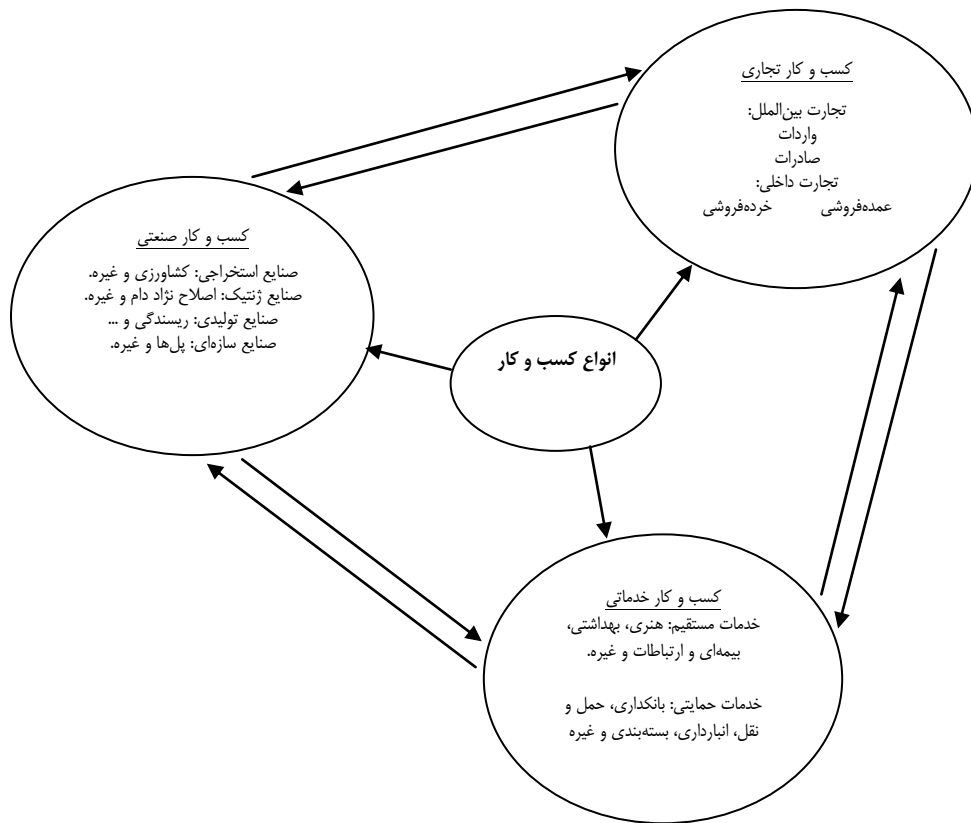 کسب و کار تجاری
تجارت بین‌الملل:
واردات
صادرات
تجارت داخلی:
عمده‌فروشی خرده‌فروشی
کسب و کار صنعتی
صنایع استخراجی: کشاورزی و غیره.
صنایع ژنتیک: اصلاح نژاد دام و غیره.
صنایع تولیدی: ریسندگی و ...
صنایع سازه‌ای: پل‌ها و غیره.
انواع کسب و کار
کسب و کار خدماتی
خدمات مستقیم: هنری، بهداشتی،
بیمه‌ای و ارتباطات و غیره.
خدمات حمایتی: بانکداری، حمل و
نقل، انبارداری، بسته‌بندی و غیره